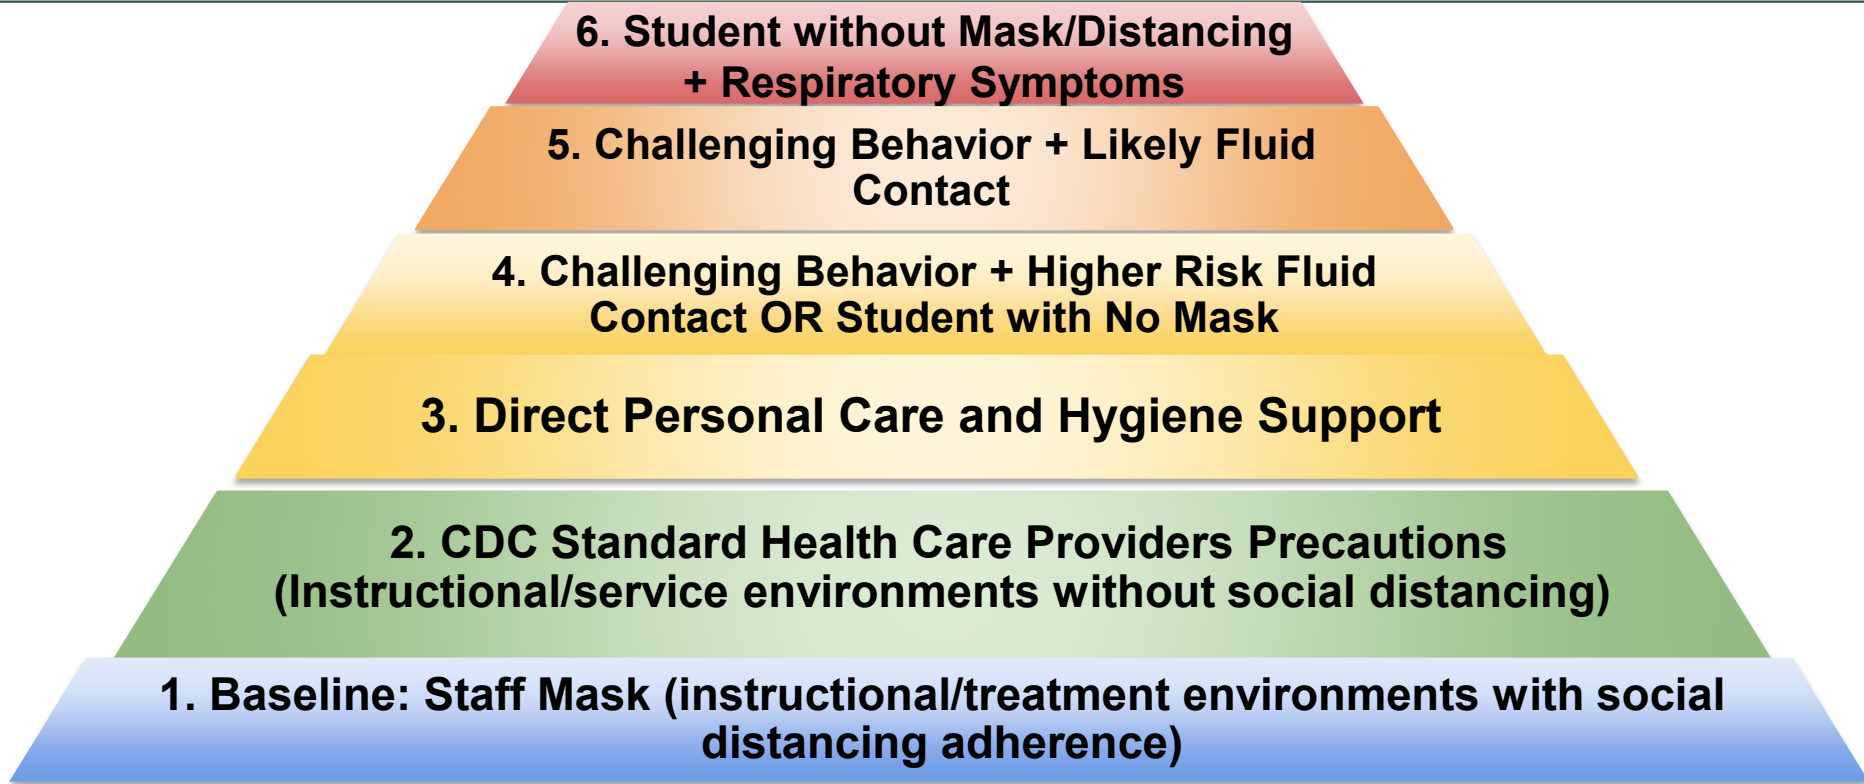 6. Student without Mask/Distancing
+ Respiratory Symptoms
5. Challenging Behavior + Likely Fluid
Contact
4. Challenging Behavior + Higher Risk Fluid
Contact OR Student with No Mask
3. Direct Personal Care and Hygiene Support
2. CDC Standard Health Care Providers Precautions
(Instructional/service environments without social distancing)
1. Baseline: Staff Mask (instructional/treatment environments with social
distancing adherence)